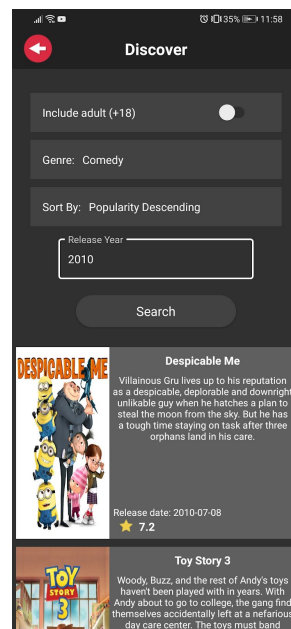 35% 11:58
Discover
Include adult (+18)
Genre: Comedy
Sort By: Popularity Descending
Release Year
2010
Search
DESPICABLE ME
Despicable Me
Villainous Gru lives up to his reputation
as a despicable, deplorable and downright
unlikable guy when he hatches a plan to
steal the moon from the sky. But he has
a tough time staying on task after three
orphans land in his care.
Release date: 2010-07-08
7.2
TOY
STORY
3
Toy Story 3
Woody, Buzz, and the rest of Andy's toys
haven't been played with in years. With
Andy about to go to college, the gang find
themselves accidentally left at a nefarious
day care center. The toys must band